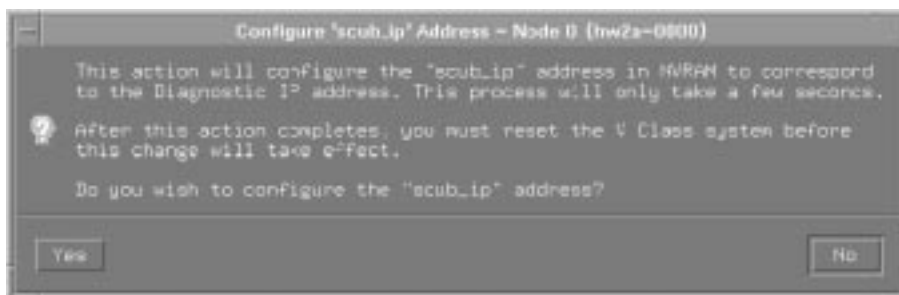 Configure 'scub_ip' Address - Node 0 (hw2a-0000)
This action will configure the "scub_ip" address in NVRAM to correspond
to the Diagnostic IP address. This process will only take a few seconds.
After this action completes, you must reset the V Class system before
this change will take effect.
Do you wish to configure the "scub_ip" address?
Yes
No